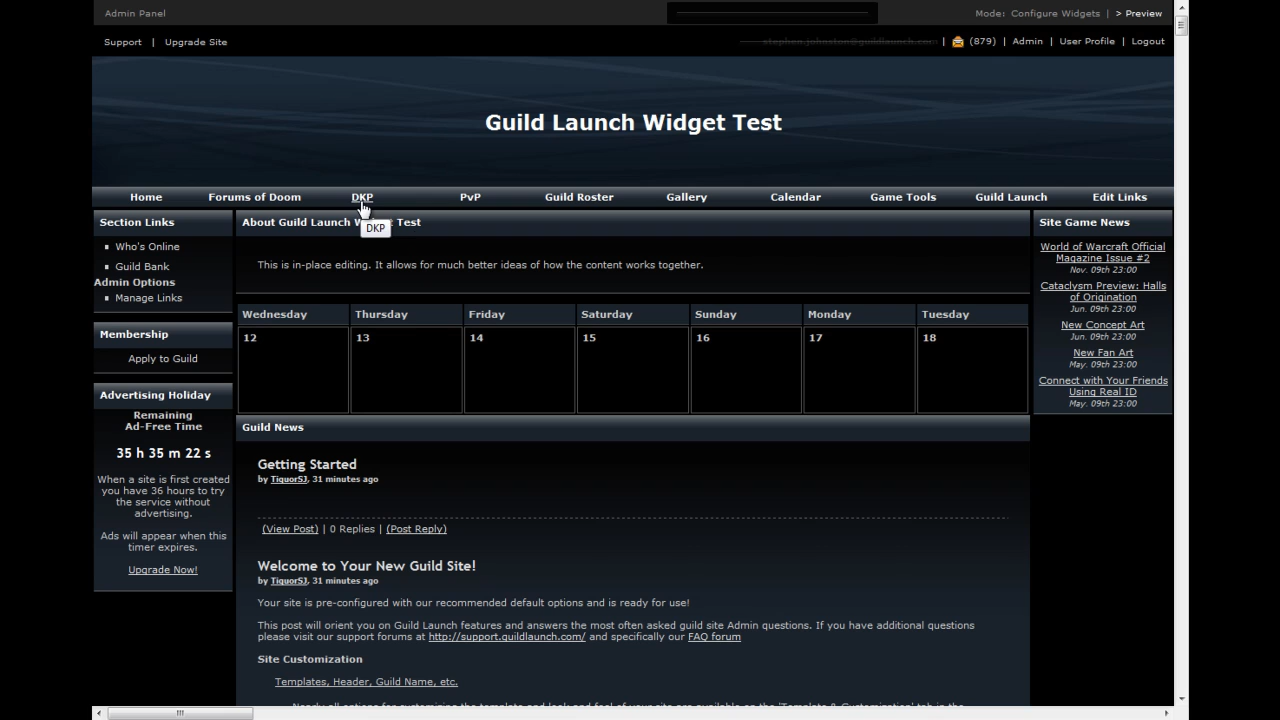 Admin Panel
Mode: Configure Widgets | > Preview
Support | Upgrade Site
| (879) | Admin | User Profile | Logout
Guild Launch Widget Test
Home Forums of Doom DKP PvP Guild Roster Gallery Calendar Game Tools Guild Launch Edit Links
Section Links
Who's Online
Guild Bank
Admin Options
Manage Links
Membership
Apply to Guild
Advertising Holiday
Remaining
Ad-Free Time
35 h 35 m 22 s
When a site is first created
you have 36 hours to try
the service without
advertising.
Ads will appear when this
timer expires.
Upgrade Now!
About Guild Launch W Test
DKP
This is in-place editing. It allows for much better ideas of how the content works together.
Wednesday Thursday Friday Saturday Sunday Monday Tuesday
12 13 14 15 16 17 18
Guild News
Getting Started
by TiquorSJ, 31 minutes ago
(View Post) | 0 Replies | (Post Reply)
Welcome to Your New Guild Site!
by TiquorSJ, 31 minutes ago
Your site is pre-configured with our recommended default options and is ready for use!
This post will orient you on Guild Launch features and answers the most often asked guild site Admin questions. If you have additional questions
please visit our support forums at http://support.guildlaunch.com/ and specifically our FAQ forum
Site Customization
Templates, Header, Guild Name, etc.
Site Game News
World of Warcraft Official
Magazine Issue #2
Nov. 09th 23:00
Cataclysm Preview: Halls
of Origination
Jun. 09th 23:00
New Concept Art
Jun. 09th 23:00
New Fan Art
May. 09th 23:00
Connect with Your Friends
Using Real ID
May. 09th 23:00